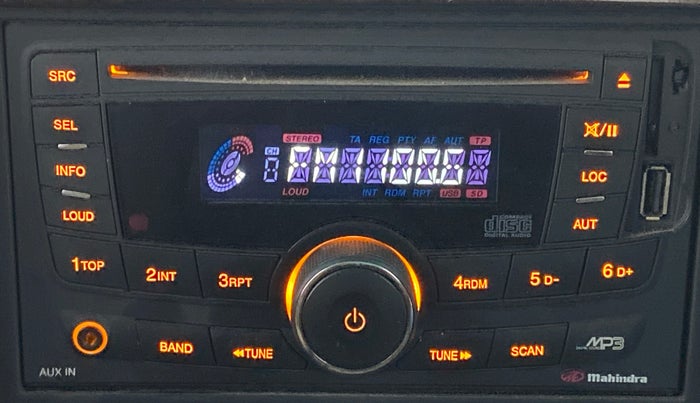 SRC
SEL
INFO
LOUD
STEREO TA REG PTY AF AUT TP
CH
LOUD INT RDM RPT USB SD
COMPACT
disc
DIGITAL AUDIO
LOC
AUT
1TOP
2INT
3RPT
4RDM
5 D-
6 D+
AUX IN
BAND
TUNE
TUNE
SCAN
MP3
Mahindra